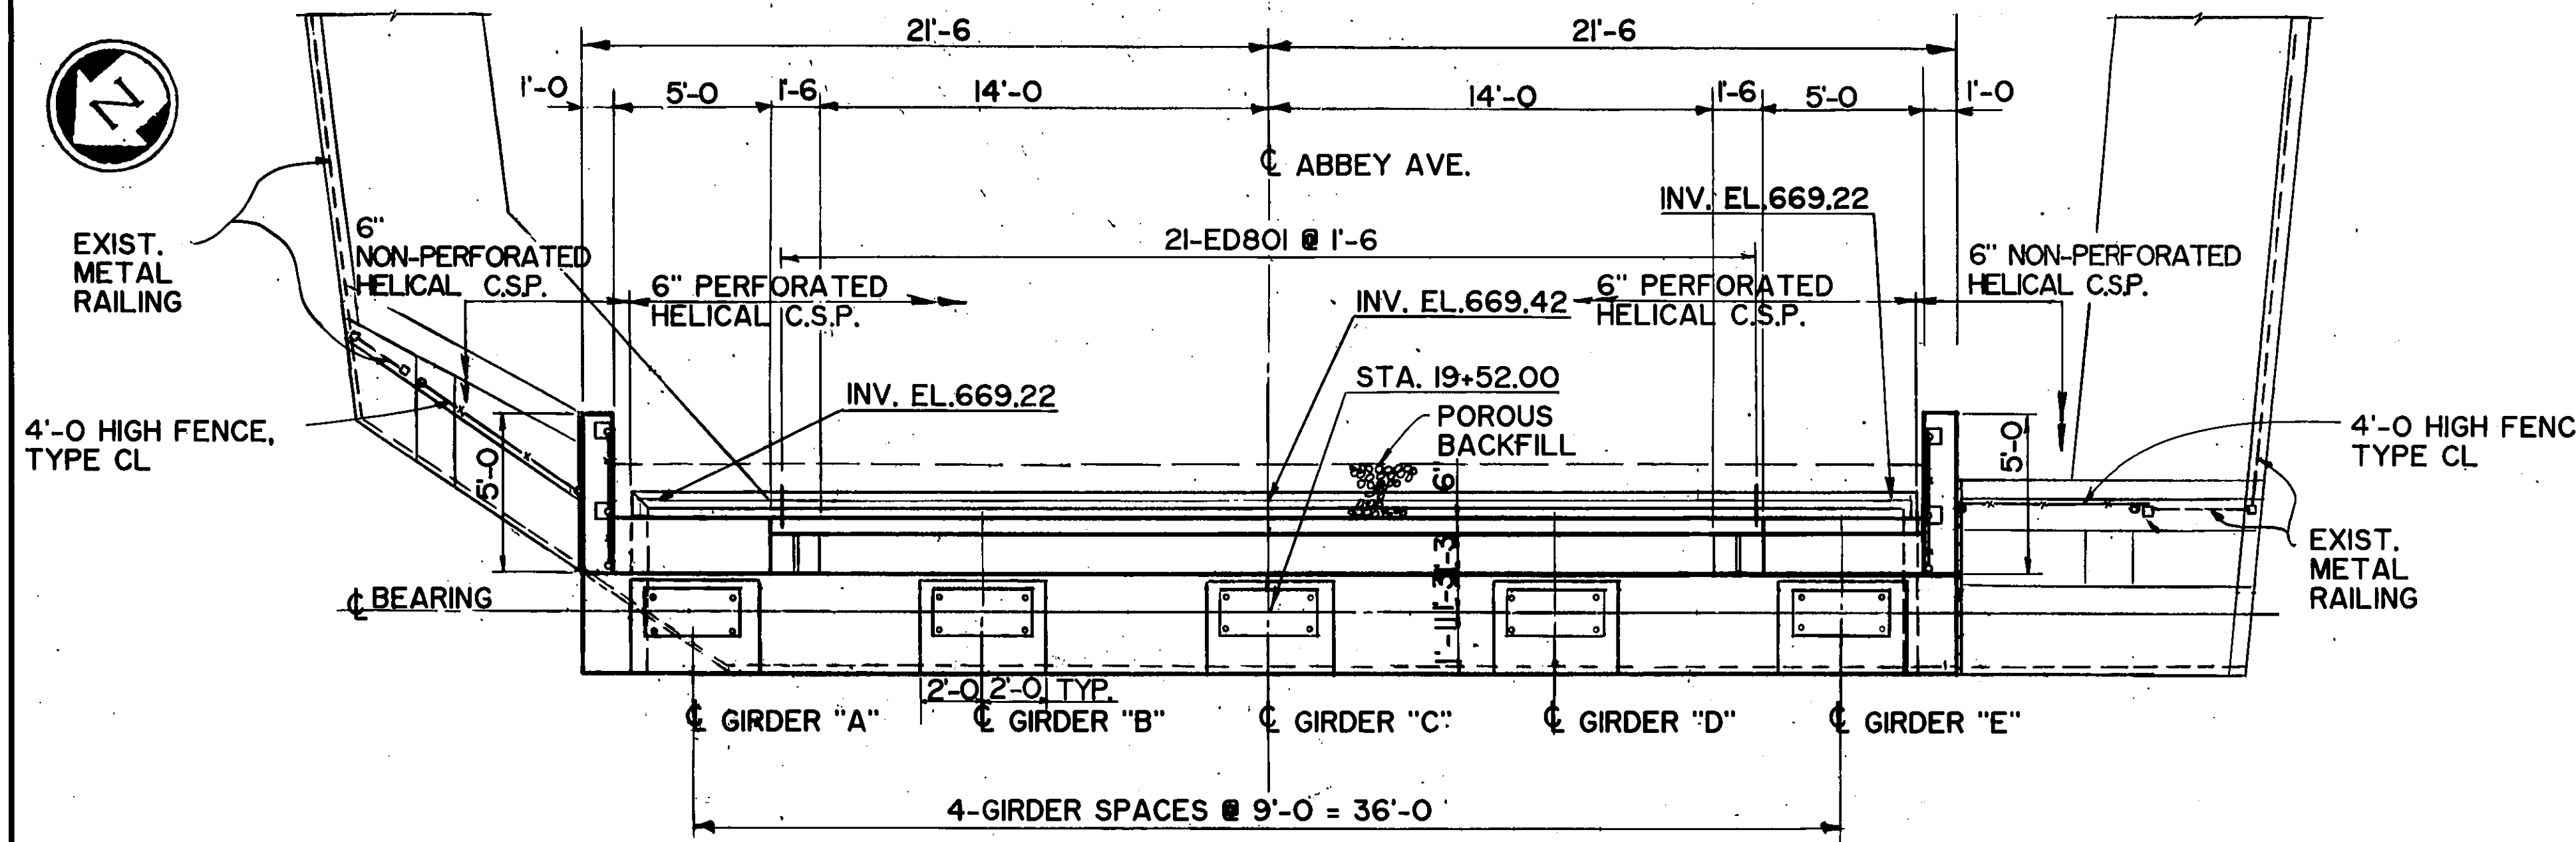 21'-6
21'-6
1'-0
5'-0
1'-6
14'-0
14'-0
1'-6
5'-0
1'-0
N
℄ ABBEY AVE.
INV. EL.669.22
21-ED801 @ 1'-6
EXIST.
METAL
RAILING
6"
NON-PERFORATED
HELICAL C.S.P.
6" PERFORATED
HELICAL C.S.P.
INV. EL.669.42
6" PERFORATED
HELICAL C.S.P.
6" NON-PERFORATED
HELICAL C.S.P.
INV. EL.669.22
STA. 19+52.00
POROUS
BACKFILL
4'-0 HIGH FENCE,
TYPE CL
5'-0
5'-0
4'-0 HIGH FENC
TYPE CL
EXIST.
METAL
RAILING
℄ BEARING
2'-0 2'-0 TYP.
℄ GIRDER "A"
℄ GIRDER "B"
℄ GIRDER "C"
℄ GIRDER "D"
℄ GIRDER "E"
4-GIRDER SPACES @ 9'-0 = 36'-0